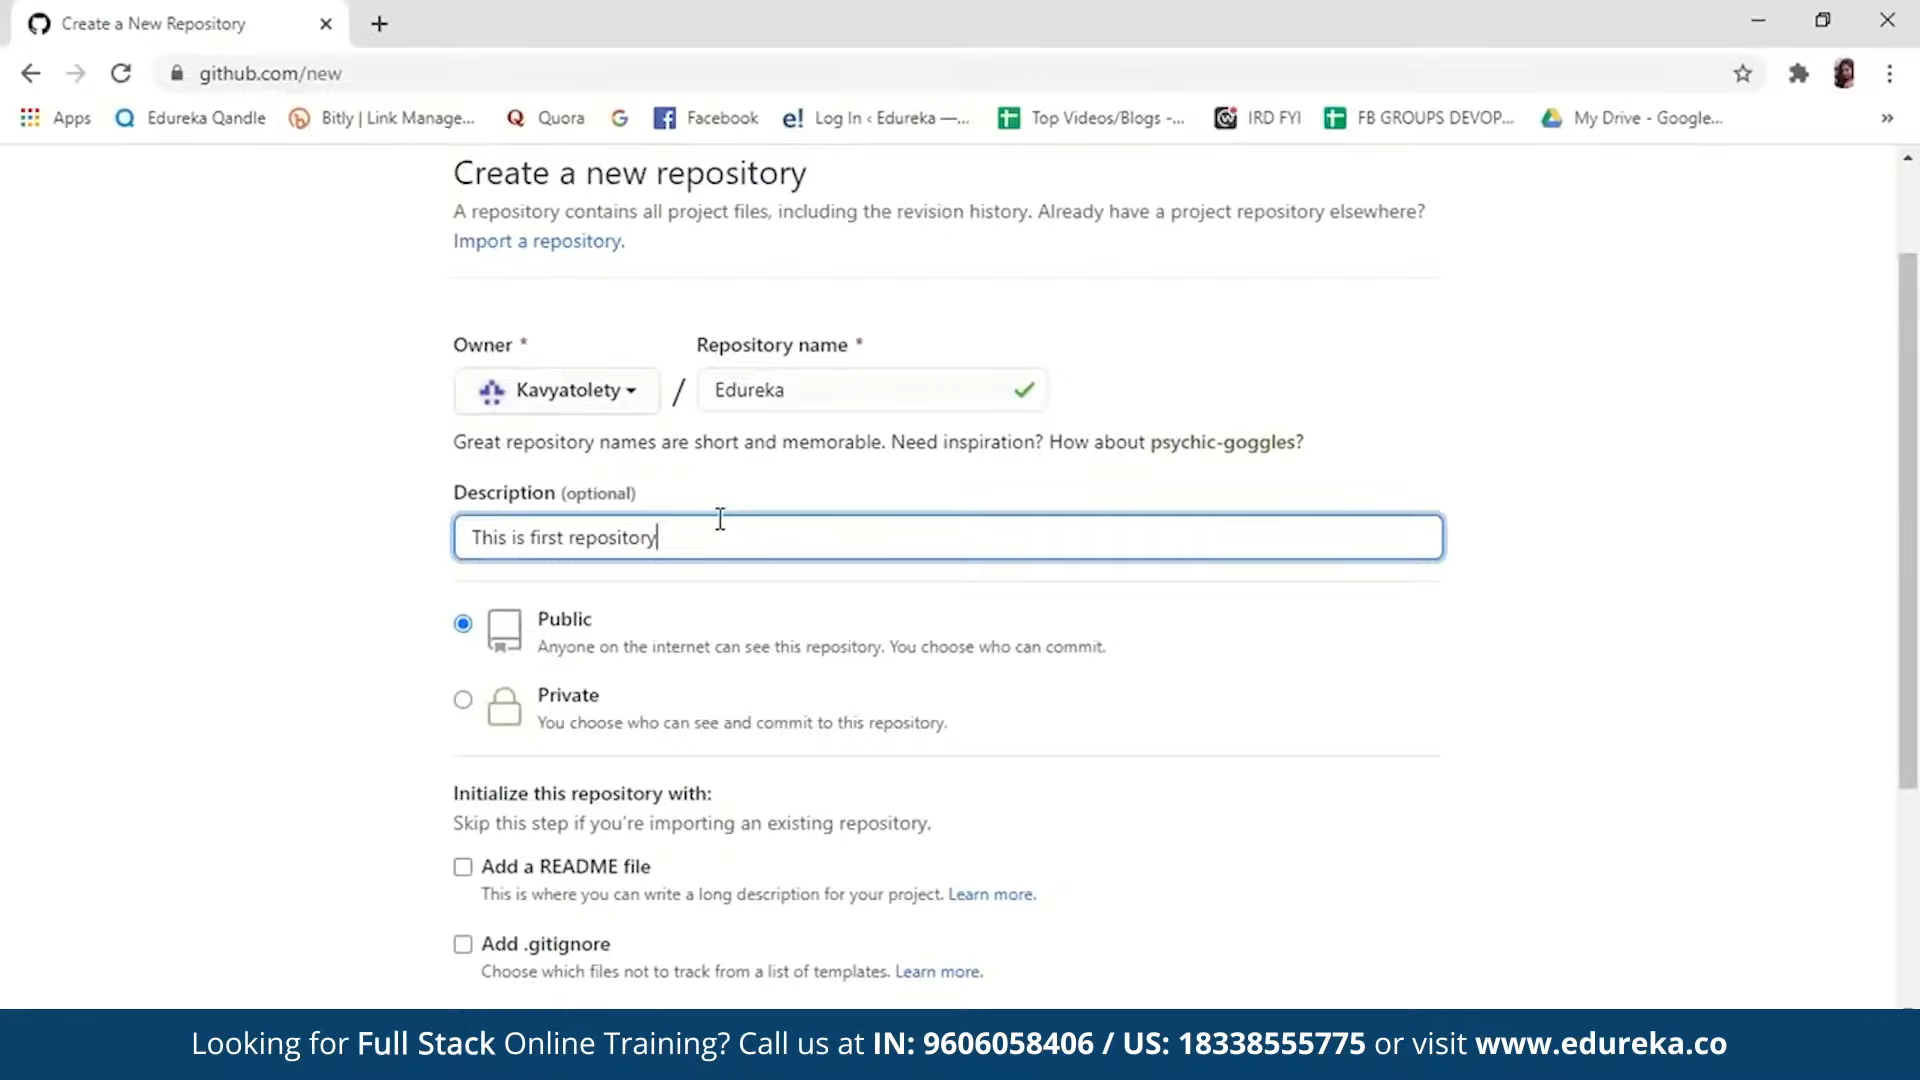 Create a New Repository
github.com/new
Apps Edureka Qandle Bitly | Link Manage... Quora Facebook Log In ‹ Edureka —... Top Videos/Blogs -... IRD FYI FB GROUPS DEVOP... My Drive - Google... »
Create a new repository
A repository contains all project files, including the revision history. Already have a project repository elsewhere?
Import a repository.
Owner * Repository name *
Kavyatolety / Edureka
Great repository names are short and memorable. Need inspiration? How about psychic-goggles?
Description (optional)
This is first repository
Public
Anyone on the internet can see this repository. You choose who can commit.
Private
You choose who can see and commit to this repository.
Initialize this repository with:
Skip this step if you're importing an existing repository.
Add a README file
This is where you can write a long description for your project. Learn more.
Add .gitignore
Choose which files not to track from a list of templates. Learn more.
Looking for Full Stack Online Training? Call us at IN: 9606058406 / US: 18338555775 or visit www.edureka.co